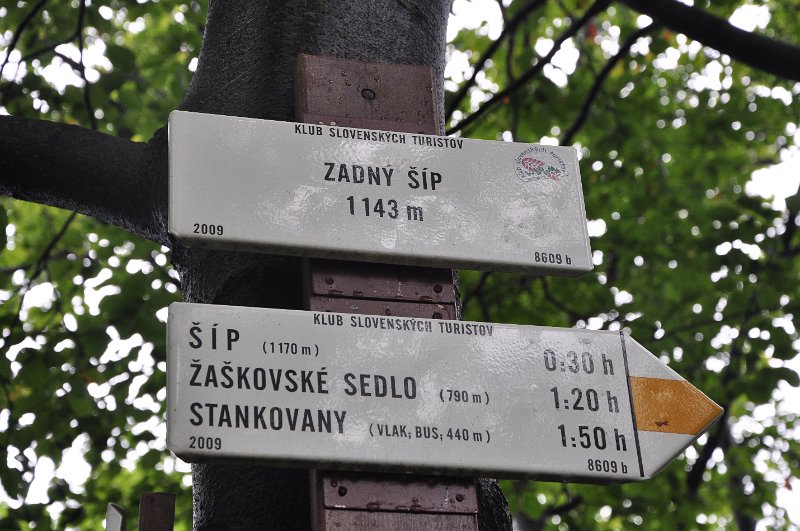 KLUB SLOVENSKÝCH TURISTOV
ZADNÝ ŠÍP
1143 m
2009 8609 b
KLUB SLOVENSKÝCH TURISTOV
ŠÍP (1170 m) 0:30 h
ŽAŠKOVSKÉ SEDLO (790 m) 1:20 h
STANKOVANY (VLAK, BUS, 440 m) 1:50 h
2009 8609 b